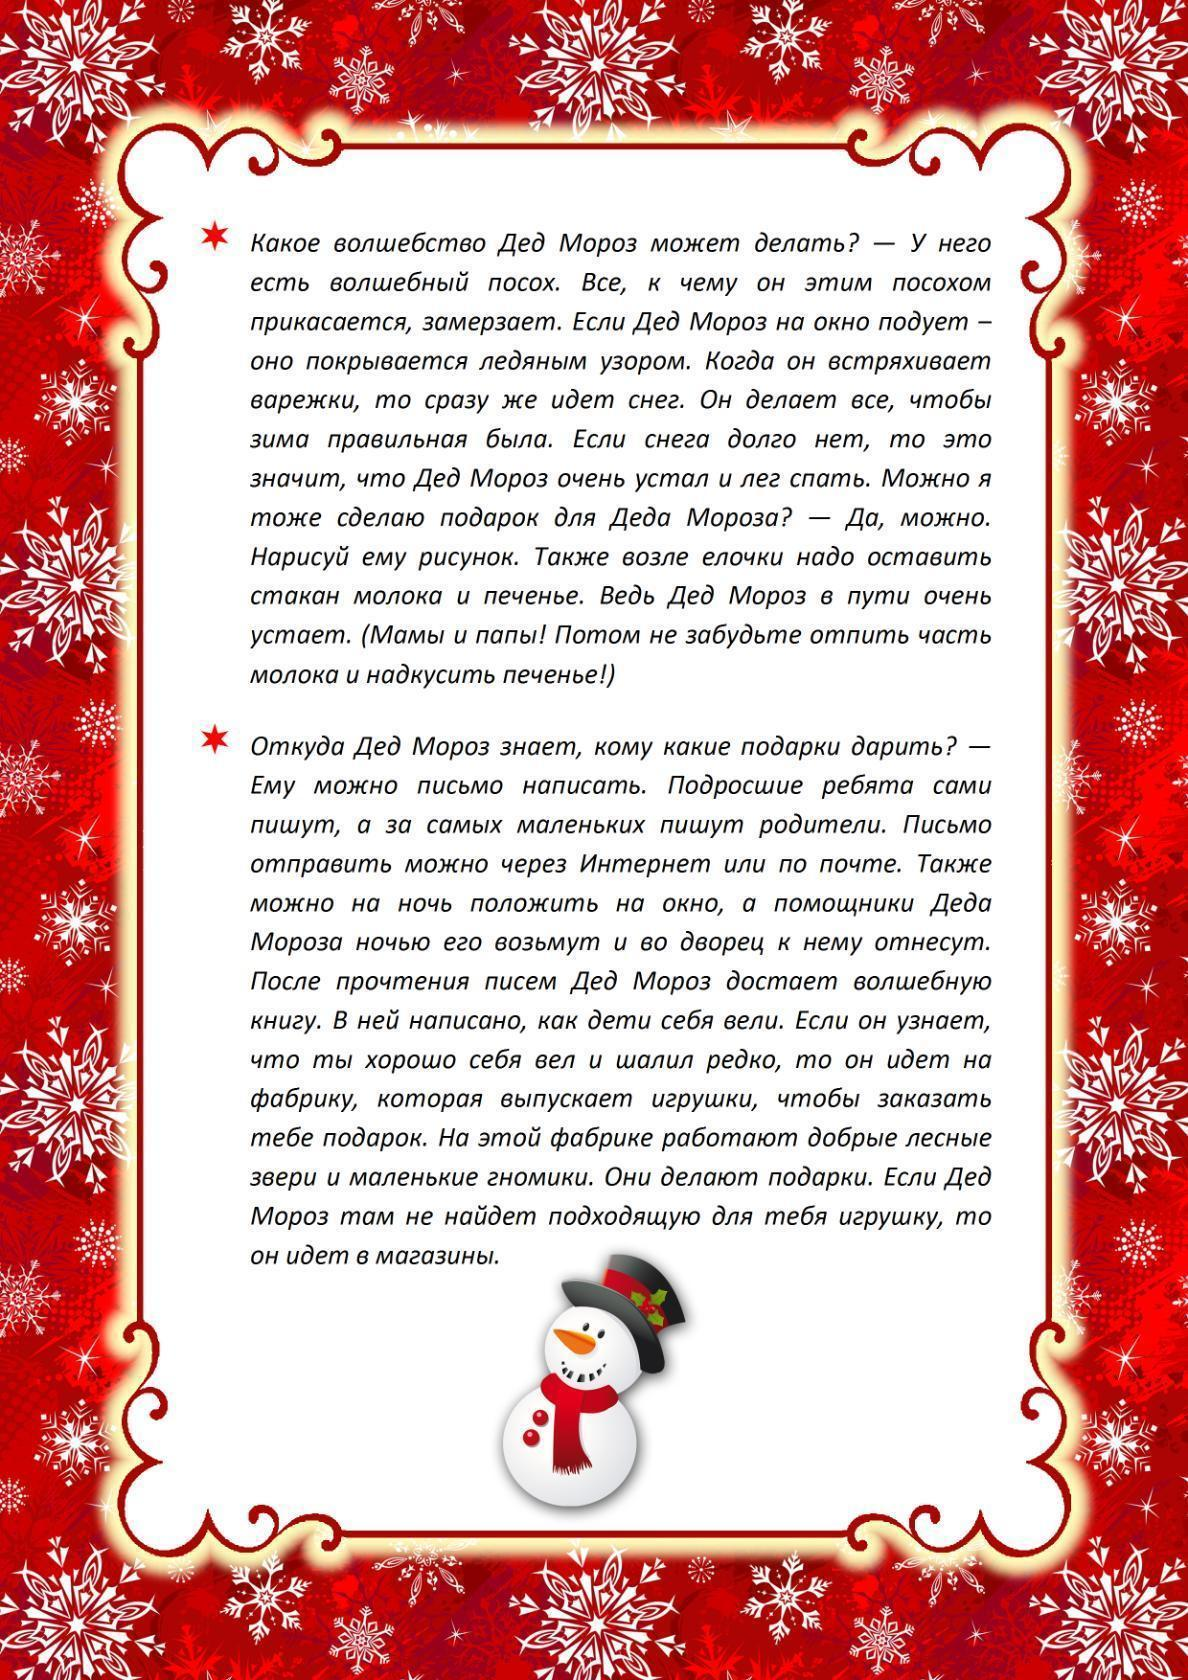 Какое волшебство Дед Мороз может делать? — У него
есть волшебный посох. Все, к чему он этим посохом
прикасается, замерзает. Если Дед Мороз на окно подует –
оно покрывается ледяным узором. Когда он встряхивает
варежки, то сразу же идет снег. Он делает все, чтобы
зима правильная была. Если снега долго нет, то это
значит, что Дед Мороз очень устал и лег спать. Можно я
тоже сделаю подарок для Деда Мороза? — Да, можно.
Нарисуй ему рисунок. Также возле елочки надо оставить
стакан молока и печенье. Ведь Дед Мороз в пути очень
устает. (Мамы и папы! Потом не забудьте отпить часть
молока и надкусить печенье!)
Откуда Дед Мороз знает, кому какие подарки дарить? —
Ему можно письмо написать. Подросшие ребята сами
пишут, а за самых маленьких пишут родители. Письмо
отправить можно через Интернет или по почте. Также
можно на ночь положить на окно, а помощники Деда
Мороза ночью его возьмут и во дворец к нему отнесут.
После прочтения писем Дед Мороз достает волшебную
книгу. В ней написано, как дети себя вели. Если он узнает,
что ты хорошо себя вел и шалил редко, то он идет на
фабрику, которая выпускает игрушки, чтобы заказать
тебе подарок. На этой фабрике работают добрые лесные
звери и маленькие гномики. Они делают подарки. Если Дед
Мороз там не найдет подходящую для тебя игрушку, то
он идет в магазины.